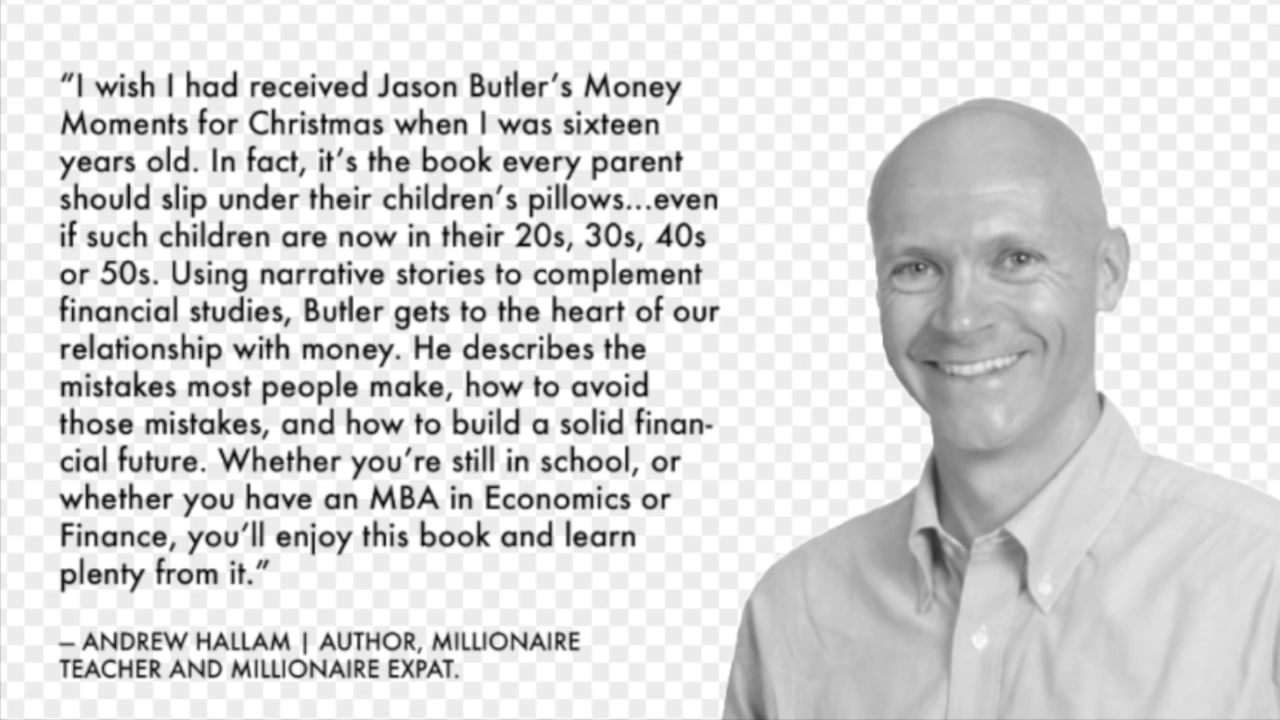 “I wish I had received Jason Butler’s Money
Moments for Christmas when I was sixteen
years old. In fact, it’s the book every parent
should slip under their children’s pillows...even
if such children are now in their 20s, 30s, 40s
or 50s. Using narrative stories to complement
financial studies, Butler gets to the heart of our
relationship with money. He describes the
mistakes most people make, how to avoid
those mistakes, and how to build a solid finan-
cial future. Whether you’re still in school, or
whether you have an MBA in Economics or
Finance, you’ll enjoy this book and learn
plenty from it.”
– ANDREW HALLAM | AUTHOR, MILLIONAIRE
TEACHER AND MILLIONAIRE EXPAT.